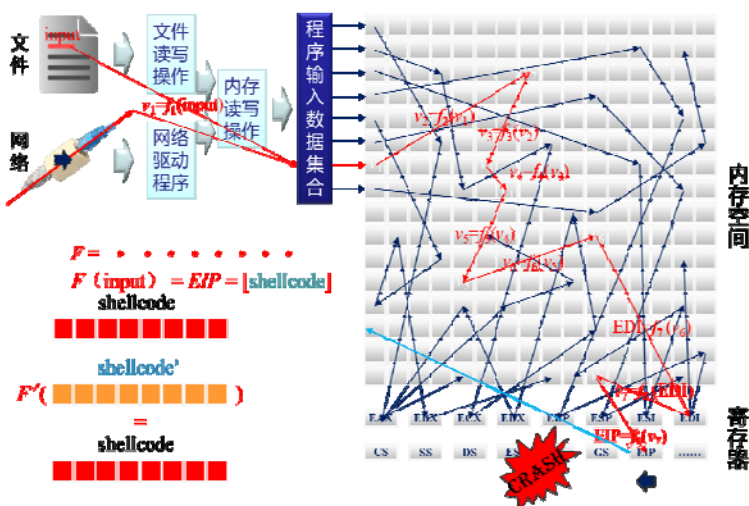 文件
input
文件
读写
操作
内存
读写
操作
程序输入数据集合
网络
网络
驱动
程序
v₁=f₁(input)
v₂=f₂(v₁)
v₃=f₃(v₂)
v₄=f₄(v₃)
v₅=f₅(v₄)
v₆=f₆(v₅)
EDI=f₇(v₆)
内存空间
F = • • • • • • • •
F（input）=EIP=⌊shellcode⌋
shellcode
shellcode'
F'( )
=
shellcode
EAX EBX ECX EDX EBP ESP ESI EDI
EIP=f₉(v₇)
CS SS DS ES GS EIP ……
CRASH
寄存器